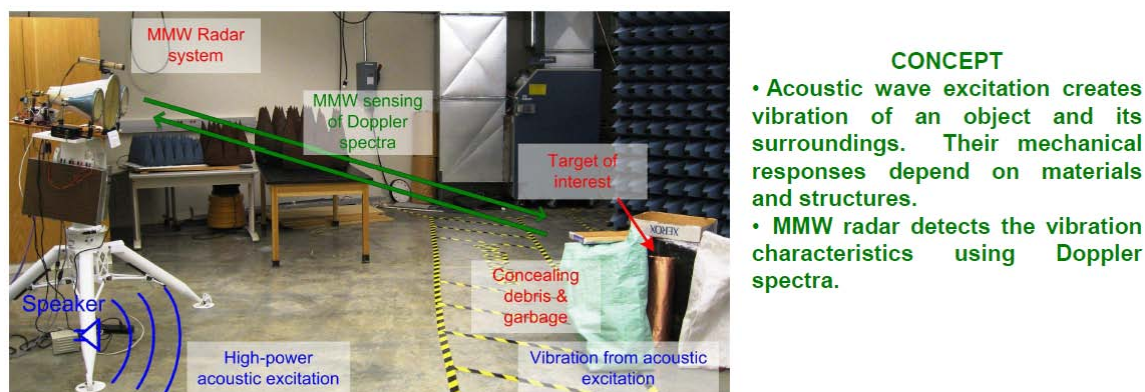 MMW Radar
system
MMW sensing
of Doppler
spectra
Target of
interest
XEROX
Concealing
debris &
garbage
Speaker
High-power
acoustic excitation
Vibration from acoustic
excitation
CONCEPT
• Acoustic wave excitation creates
vibration of an object and its
surroundings. Their mechanical
responses depend on materials
and structures.
• MMW radar detects the vibration
characteristics using Doppler
spectra.